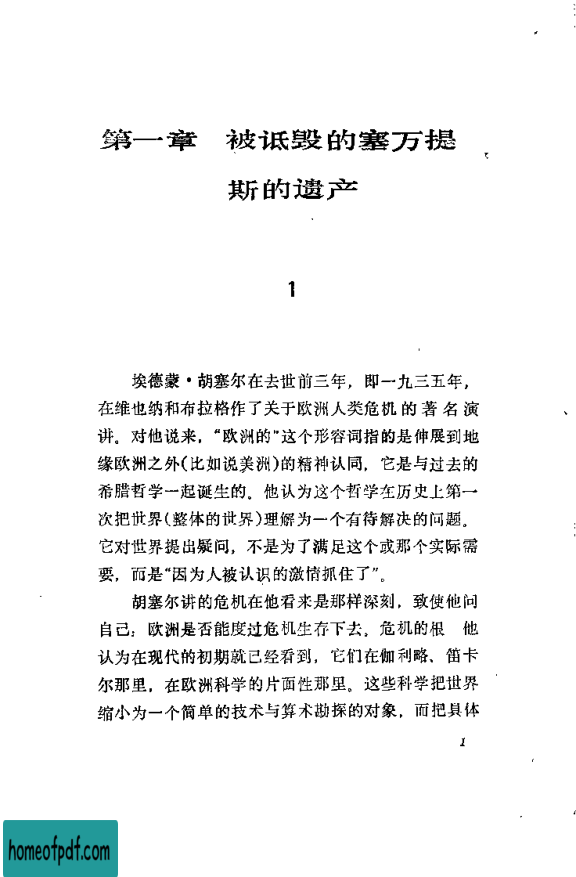 第一章 被诋毁的塞万提
斯的遗产
1
埃德蒙·胡塞尔在去世前三年，即一九三五年，
在维也纳和布拉格作了关于欧洲人类危机的著名演
讲。对他说来，“欧洲的”这个形容词指的是伸展到地
缘欧洲之外(比如说美洲)的精神认同，它是与过去的
希腊哲学一起诞生的。他认为这个哲学在历史上第一
次把世界(整体的世界)理解为一个有待解决的问题。
它对世界提出疑问，不是为了满足这个或那个实际需
要，而是“因为人被认识的激情抓住了”。
胡塞尔讲的危机在他看来是那样深刻，致使他问
自己：欧洲是否能度过危机生存下去。危机的根 他
认为在现代的初期就已经看到，它们在伽利略、笛卡
尔那里，在欧洲科学的片面性那里。这些科学把世界
缩小为一个简单的技术与算术勘探的对象，而把具体
1
homeofpdf.com